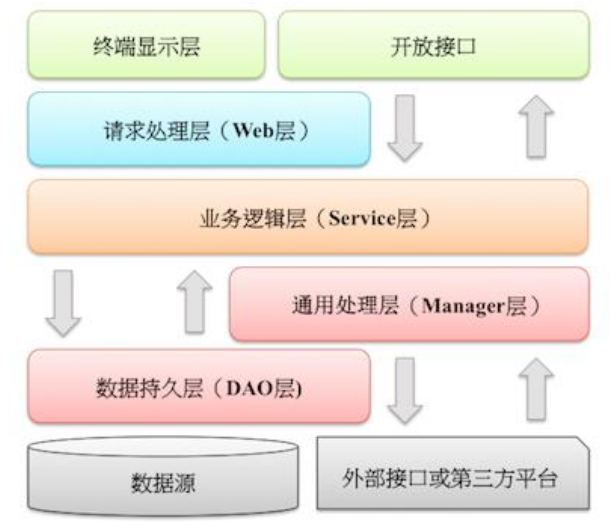 终端显示层
开放接口
请求处理层（Web层）
业务逻辑层（Service层）
通用处理层（Manager层）
数据持久层（DAO层)
数据源
外部接口或第三方平台